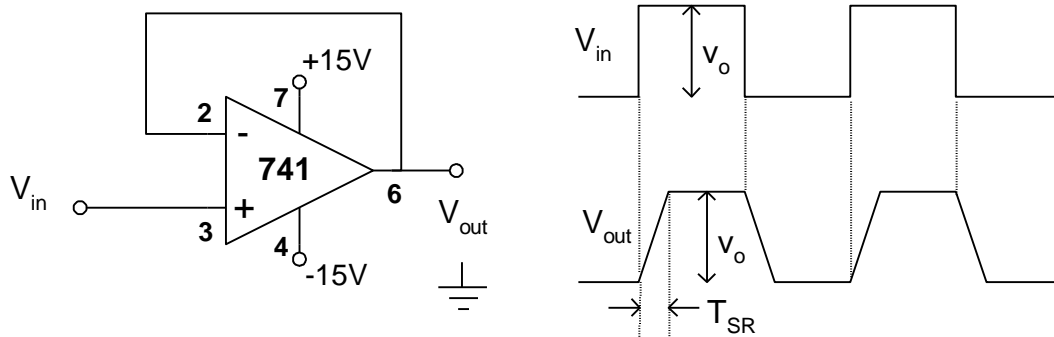 +15V
7
2
-
741
V_in
+
3
6
4
-15V
V_out
V_in
v_o
V_out
v_o
T_SR